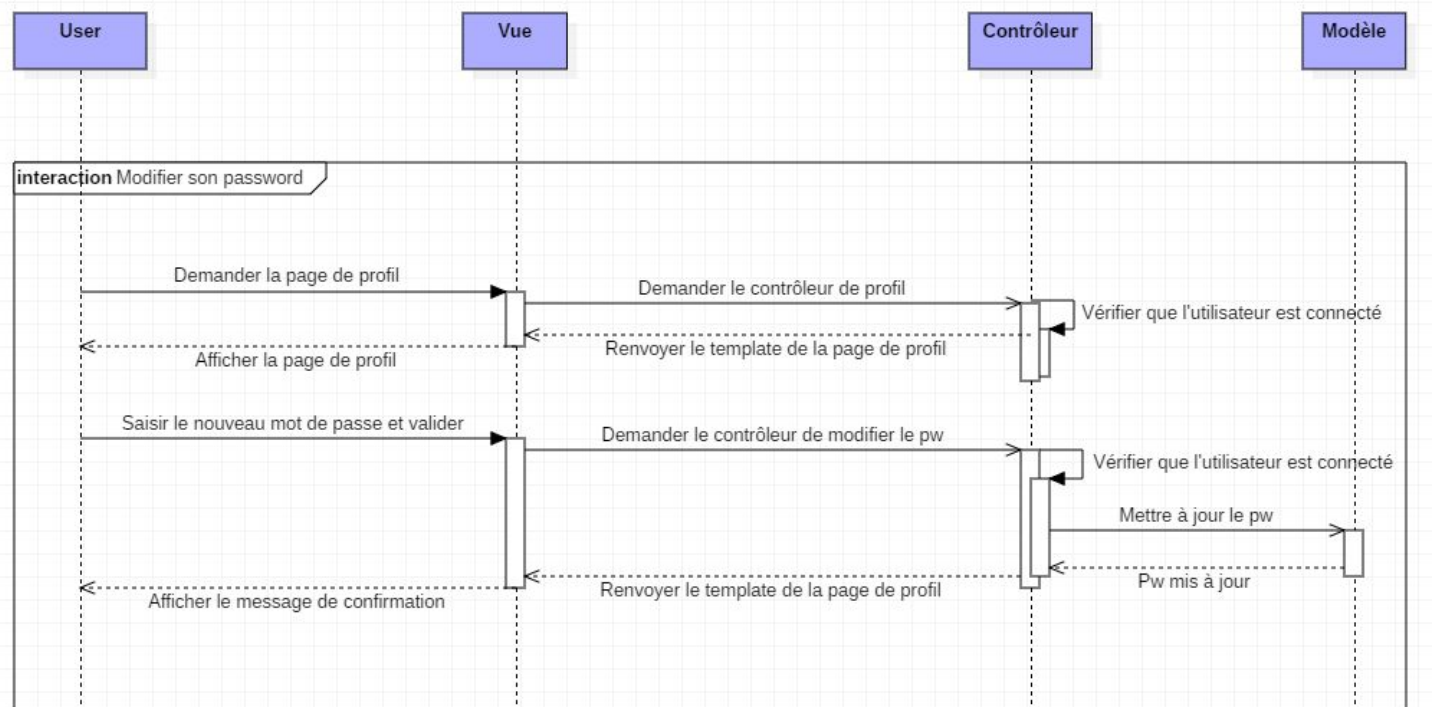 User
Vue
Contrôleur
Modèle
interaction Modifier son password
Demander la page de profil
Demander le contrôleur de profil
Vérifier que l'utilisateur est connecté
Renvoyer le template de la page de profil
Afficher la page de profil
Saisir le nouveau mot de passe et valider
Demander le contrôleur de modifier le pw
Vérifier que l'utilisateur est connecté
Mettre à jour le pw
Pw mis à jour
Renvoyer le template de la page de profil
Afficher le message de confirmation